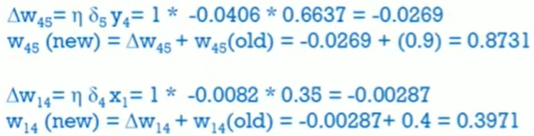 Δw₄₅= η δ₅ y₄= 1 * -0.0406 * 0.6637 = -0.0269
w₄₅ (new) = Δw₄₅ + w₄₅(old) = -0.0269 + (0.9) = 0.8731
Δw₁₄= η δ₄ x₁= 1 * -0.0082 * 0.35 = -0.00287
w₁₄ (new) = Δw₁₄ + w₁₄(old) = -0.00287+ 0.4 = 0.3971